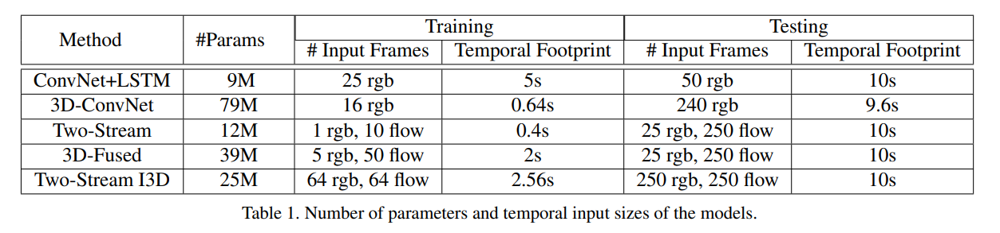 Method #Params Training Testing
# Input Frames Temporal Footprint # Input Frames Temporal Footprint
ConvNet+LSTM 9M 25 rgb 5s 50 rgb 10s
3D-ConvNet 79M 16 rgb 0.64s 240 rgb 9.6s
Two-Stream 12M 1 rgb, 10 flow 0.4s 25 rgb, 250 flow 10s
3D-Fused 39M 5 rgb, 50 flow 2s 25 rgb, 250 flow 10s
Two-Stream I3D 25M 64 rgb, 64 flow 2.56s 250 rgb, 250 flow 10s
Table 1. Number of parameters and temporal input sizes of the models.